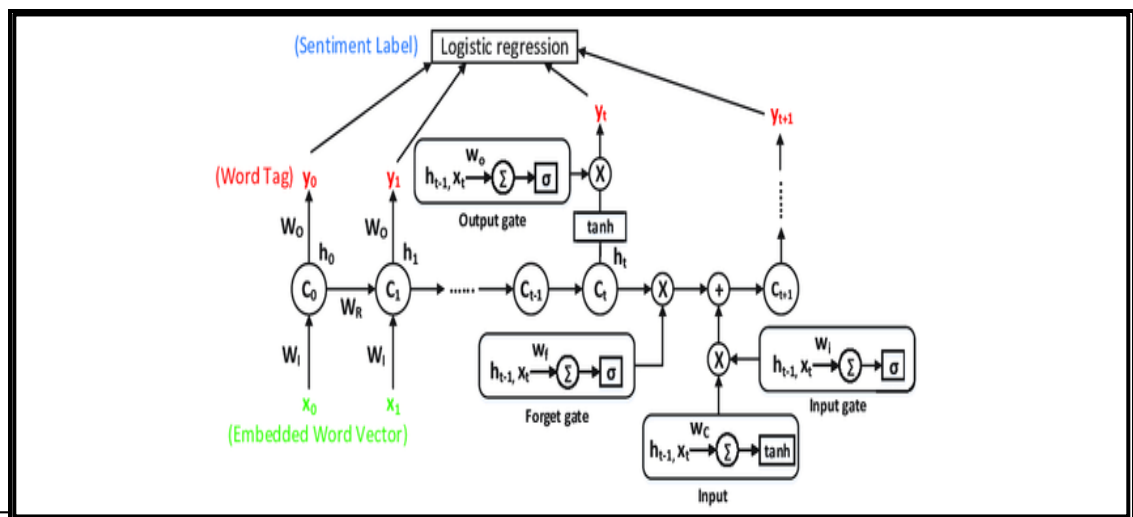 (Sentiment Label) Logistic regression
yt
yt+1
Wo
ht-1, xt Σ σ X
Output gate
(Word Tag) y0 y1
tanh
WO WO
h0 h1 ht
C0 C1 ...... Ct-1 Ct X + Ct+1
WR
WI WI
Wf
ht-1, xt Σ σ
Forget gate
X
Wi
ht-1, xt Σ σ
Input gate
x0 x1
(Embedded Word Vector)
WC
ht-1, xt Σ tanh
Input